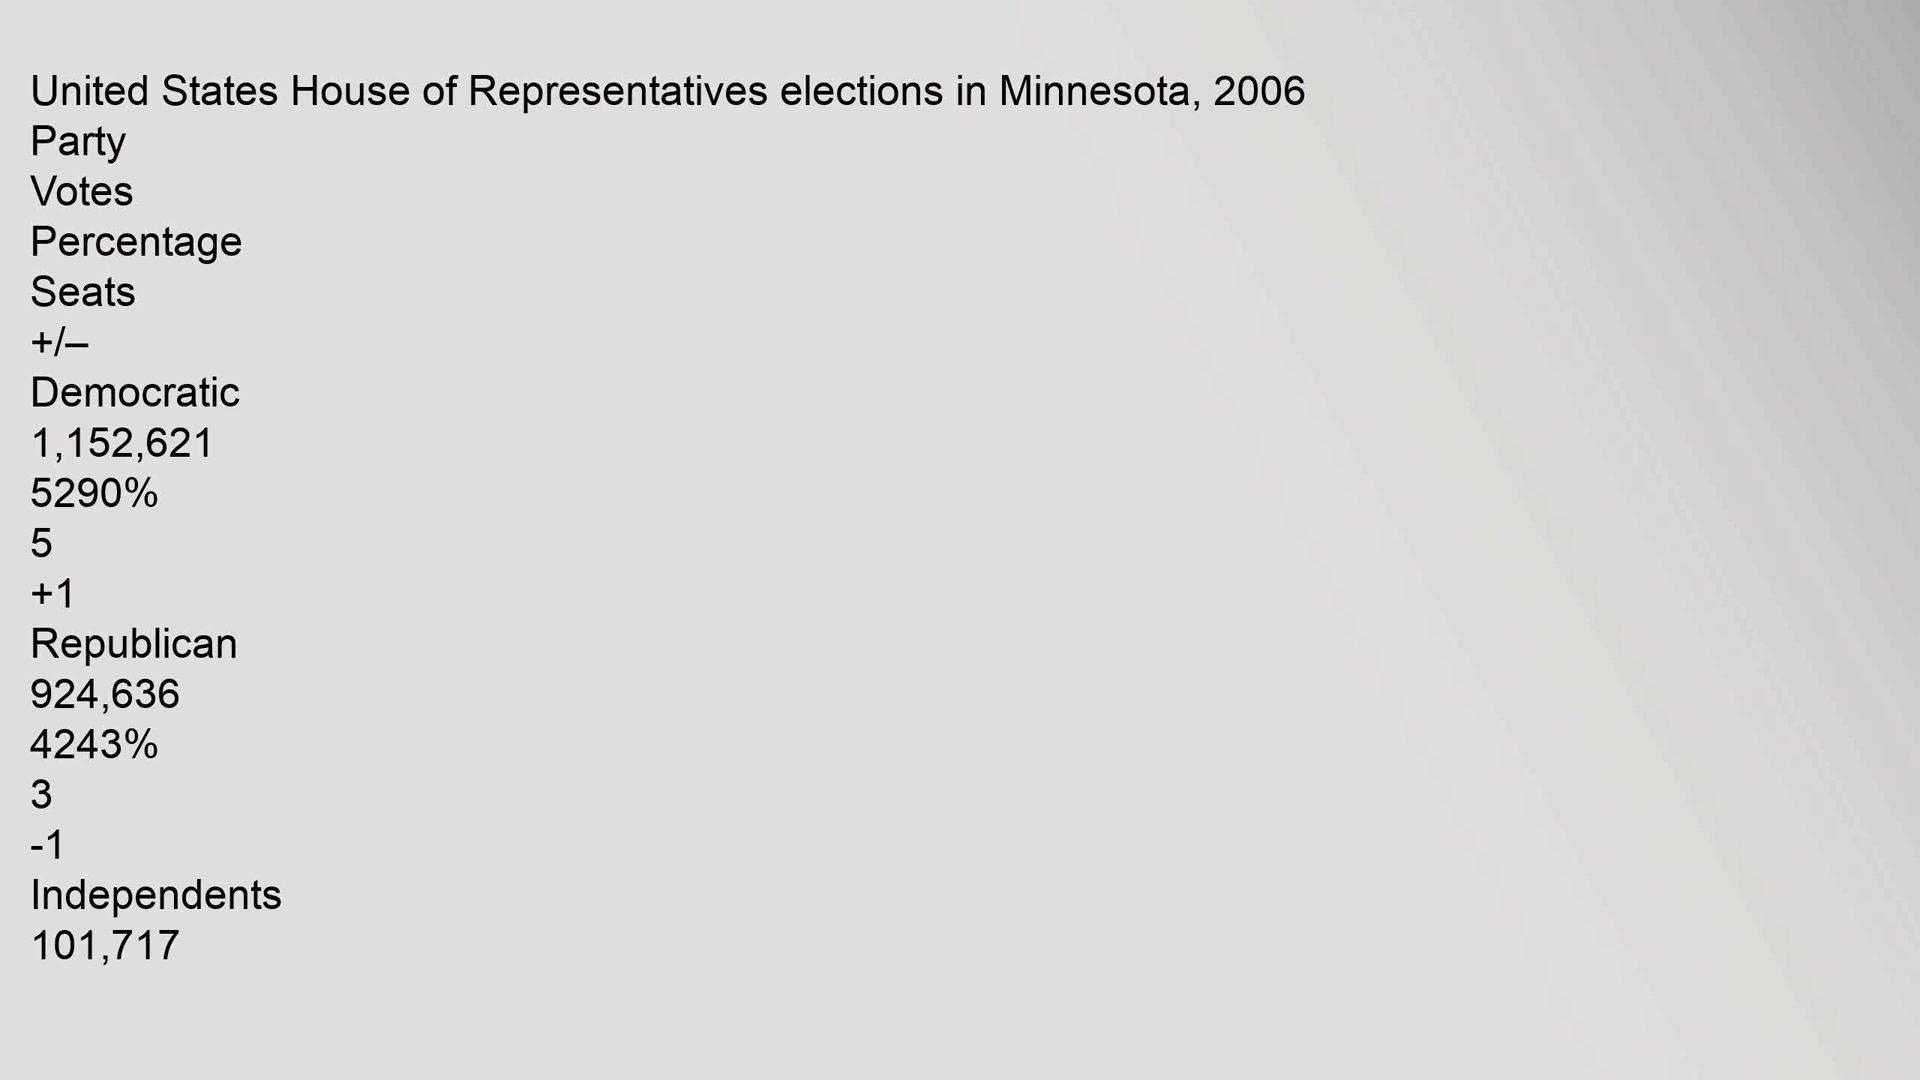 United States House of Representatives elections in Minnesota, 2006
Party
Votes
Percentage
Seats
+/–
Democratic
1,152,621
5290%
5
+1
Republican
924,636
4243%
3
-1
Independents
101,717